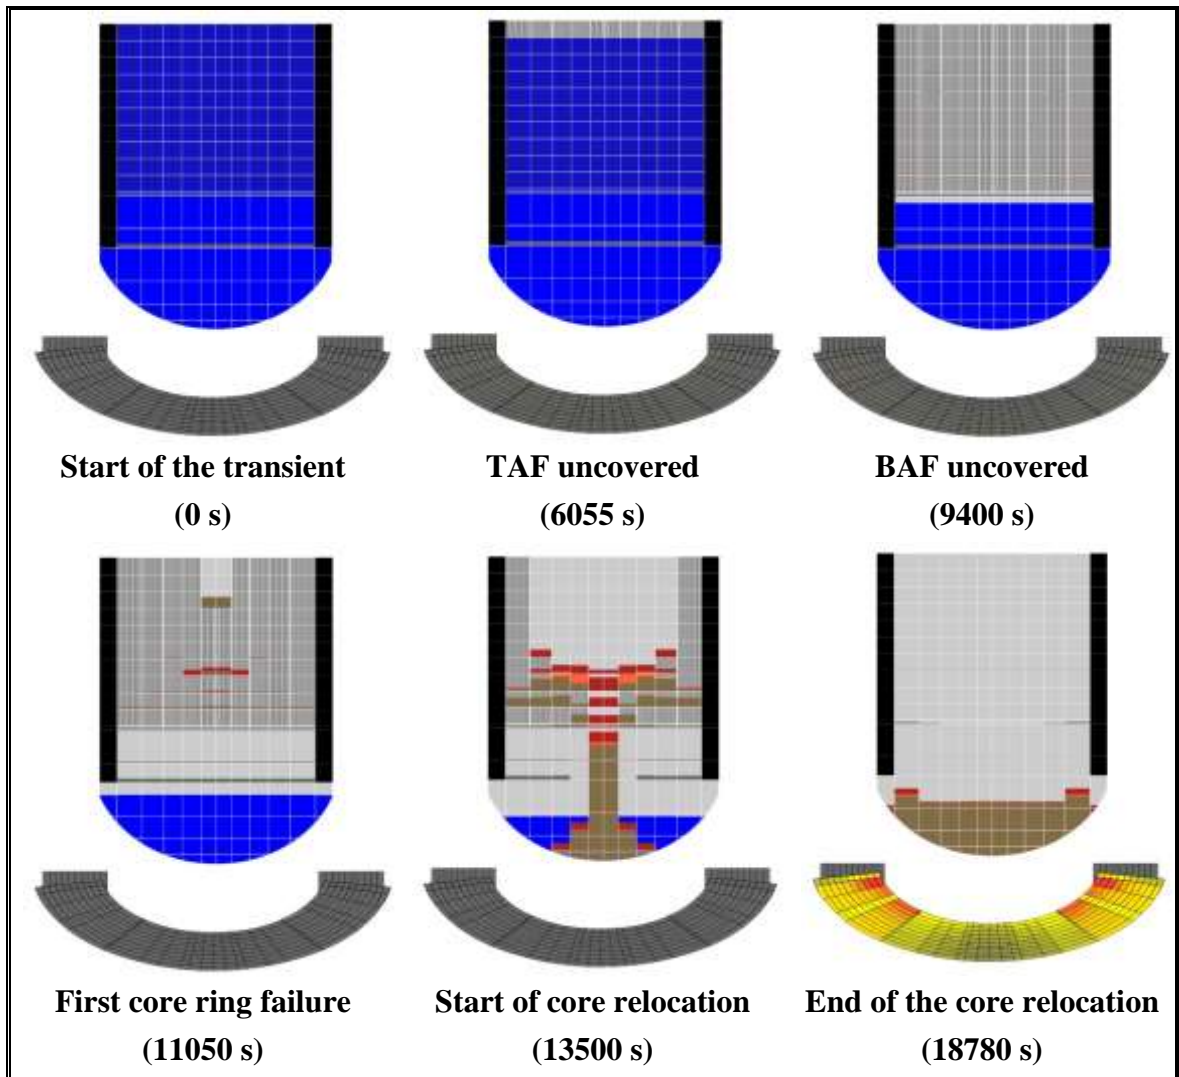 Start of the transient
(0 s)
TAF uncovered
(6055 s)
BAF uncovered
(9400 s)
First core ring failure
(11050 s)
Start of core relocation
(13500 s)
End of the core relocation
(18780 s)